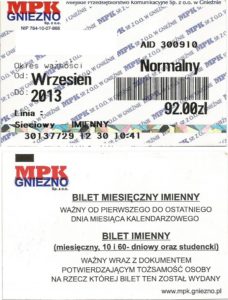 Miejskie Przedsiębiorstwo Komunikacyjne Sp. z o.o. w Gnieźnie
MPK
GNIEZNO
NIP 784-10-07-968
AID 300910
Okres ważności
Od: Wrzesień
Do: 2013
Normalny
92.00zł
Linia :
Sieciowy IMIENNY
30137729 12 30 10:41
MPK
GNIEZNO
BILET MIESIĘCZNY IMIENNY
WAŻNY OD PIERWSZEGO DO OSTATNIEGO
DNIA MIESIĄCA KALENDARZOWEGO
BILET IMIENNY
(miesięczny, 10 i 60- dniowy oraz studencki)
WAŻNY WRAZ Z DOKUMENTEM
POTWIERDZAJĄCYM TOŻSAMOŚĆ OSOBY
NA RZECZ KTÓREJ BILET TEN ZOSTAŁ WYDANY
www.mpk.gniezno.pl